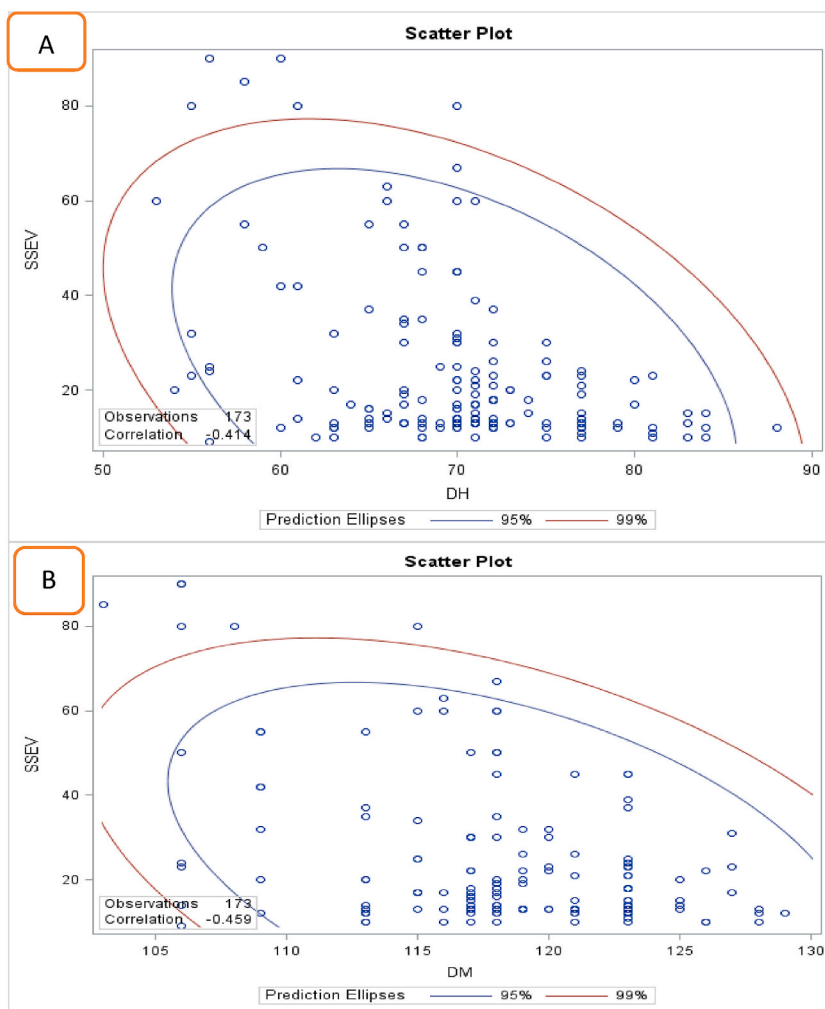 A
Scatter Plot
80
60
40
20
SSEV
Observations 173
Correlation -0.414
50 60 70 80 90
DH
Prediction Ellipses 95% 99%
B
Scatter Plot
80
60
40
20
SSEV
Observations 173
Correlation -0.459
105 110 115 120 125 130
DM
Prediction Ellipses 95% 99%